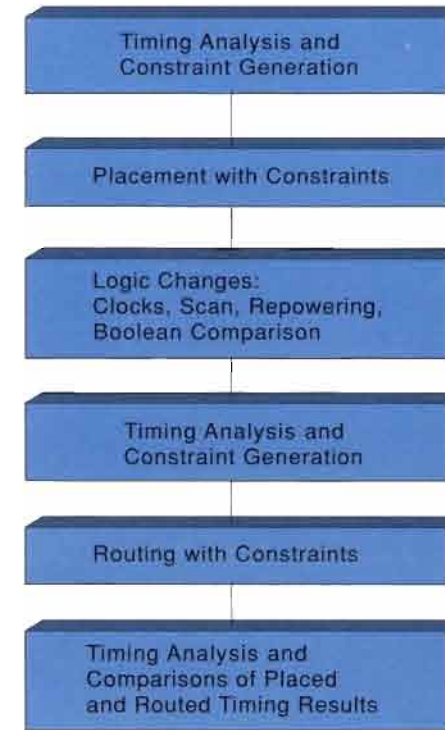 Timing Analysis and
Constraint Generation
Placement with Constraints
Logic Changes:
Clocks, Scan, Repowering,
Boolean Comparison
Timing Analysis and
Constraint Generation
Routing with Constraints
Timing Analysis and
Comparisons of Placed
and Routed Timing Results